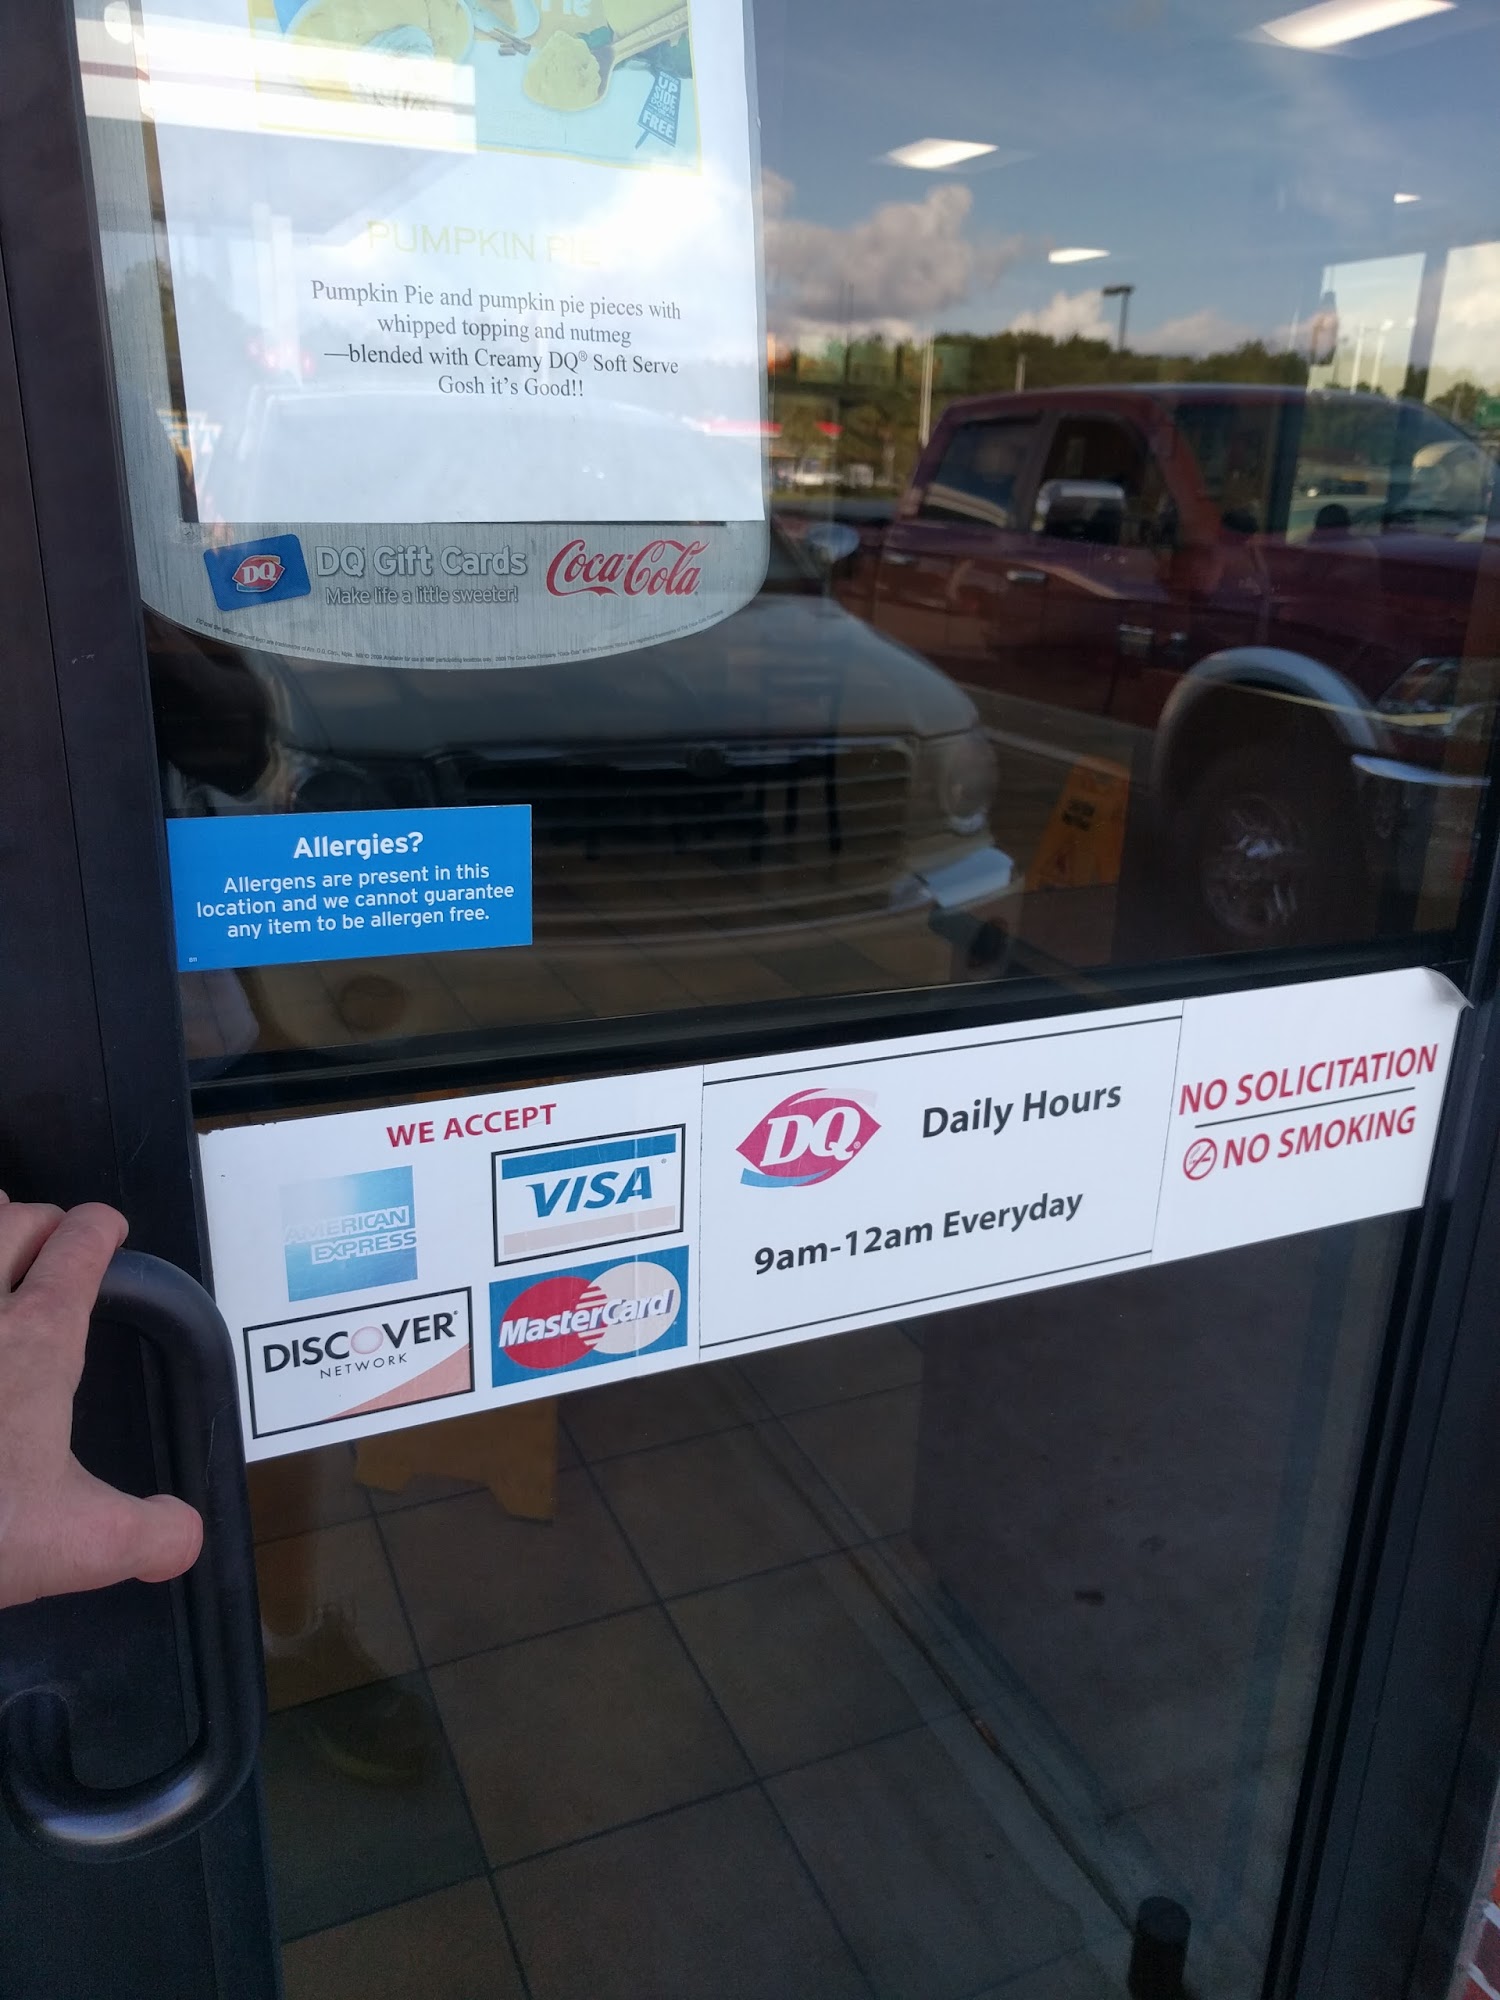 UP
SIDE
DOWN
OR
FREE
PUMPKIN PIE
Pumpkin Pie and pumpkin pie pieces with
whipped topping and nutmeg
—blended with Creamy DQ® Soft Serve
Gosh it's Good!!
DQ DQ Gift Cards
Make life a little sweeter!
Coca-Cola
Allergies?
Allergens are present in this
location and we cannot guarantee
any item to be allergen free.
WE ACCEPT
AMERICAN
EXPRESS
VISA
DISCOVER
NETWORK
MasterCard
DQ® Daily Hours
9am-12am Everyday
NO SOLICITATION
NO SMOKING